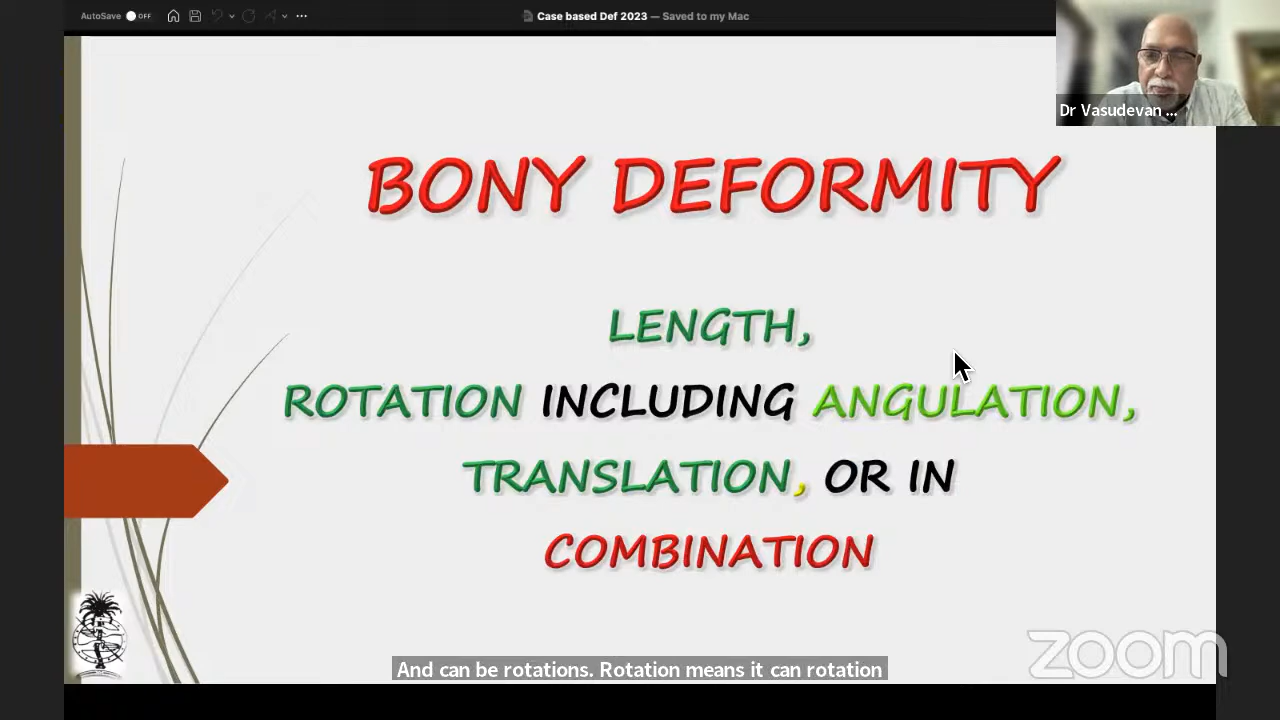 AutoSave OFF
Case based Def 2023 — Saved to my Mac
Dr Vasudevan ...
BONY DEFORMITY
LENGTH,
ROTATION INCLUDING ANGULATION,
TRANSLATION, OR IN
COMBINATION
zoom
And can be rotations. Rotation means it can rotation